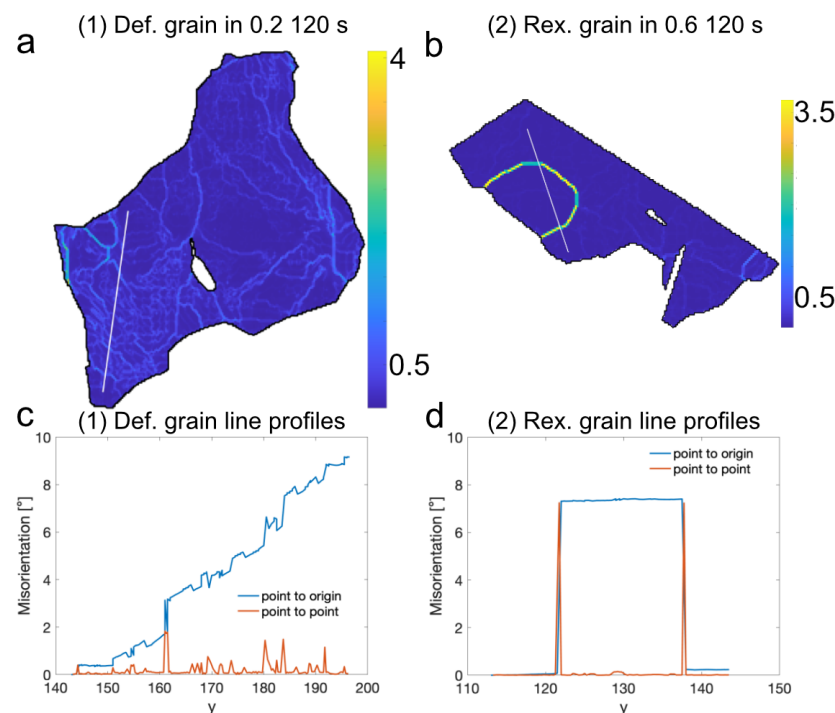 (1) Def. grain in 0.2 120 s
(2) Rex. grain in 0.6 120 s
a
b
4
0.5
3.5
0.5
c
(1) Def. grain line profiles
d
(2) Rex. grain line profiles
10
8
6
4
2
0
Misorientation [°]
point to origin
point to point
140 150 160 170 180 190 200
y
10
8
6
4
2
0
Misorientation [°]
point to origin
point to point
110 120 130 140 150
y